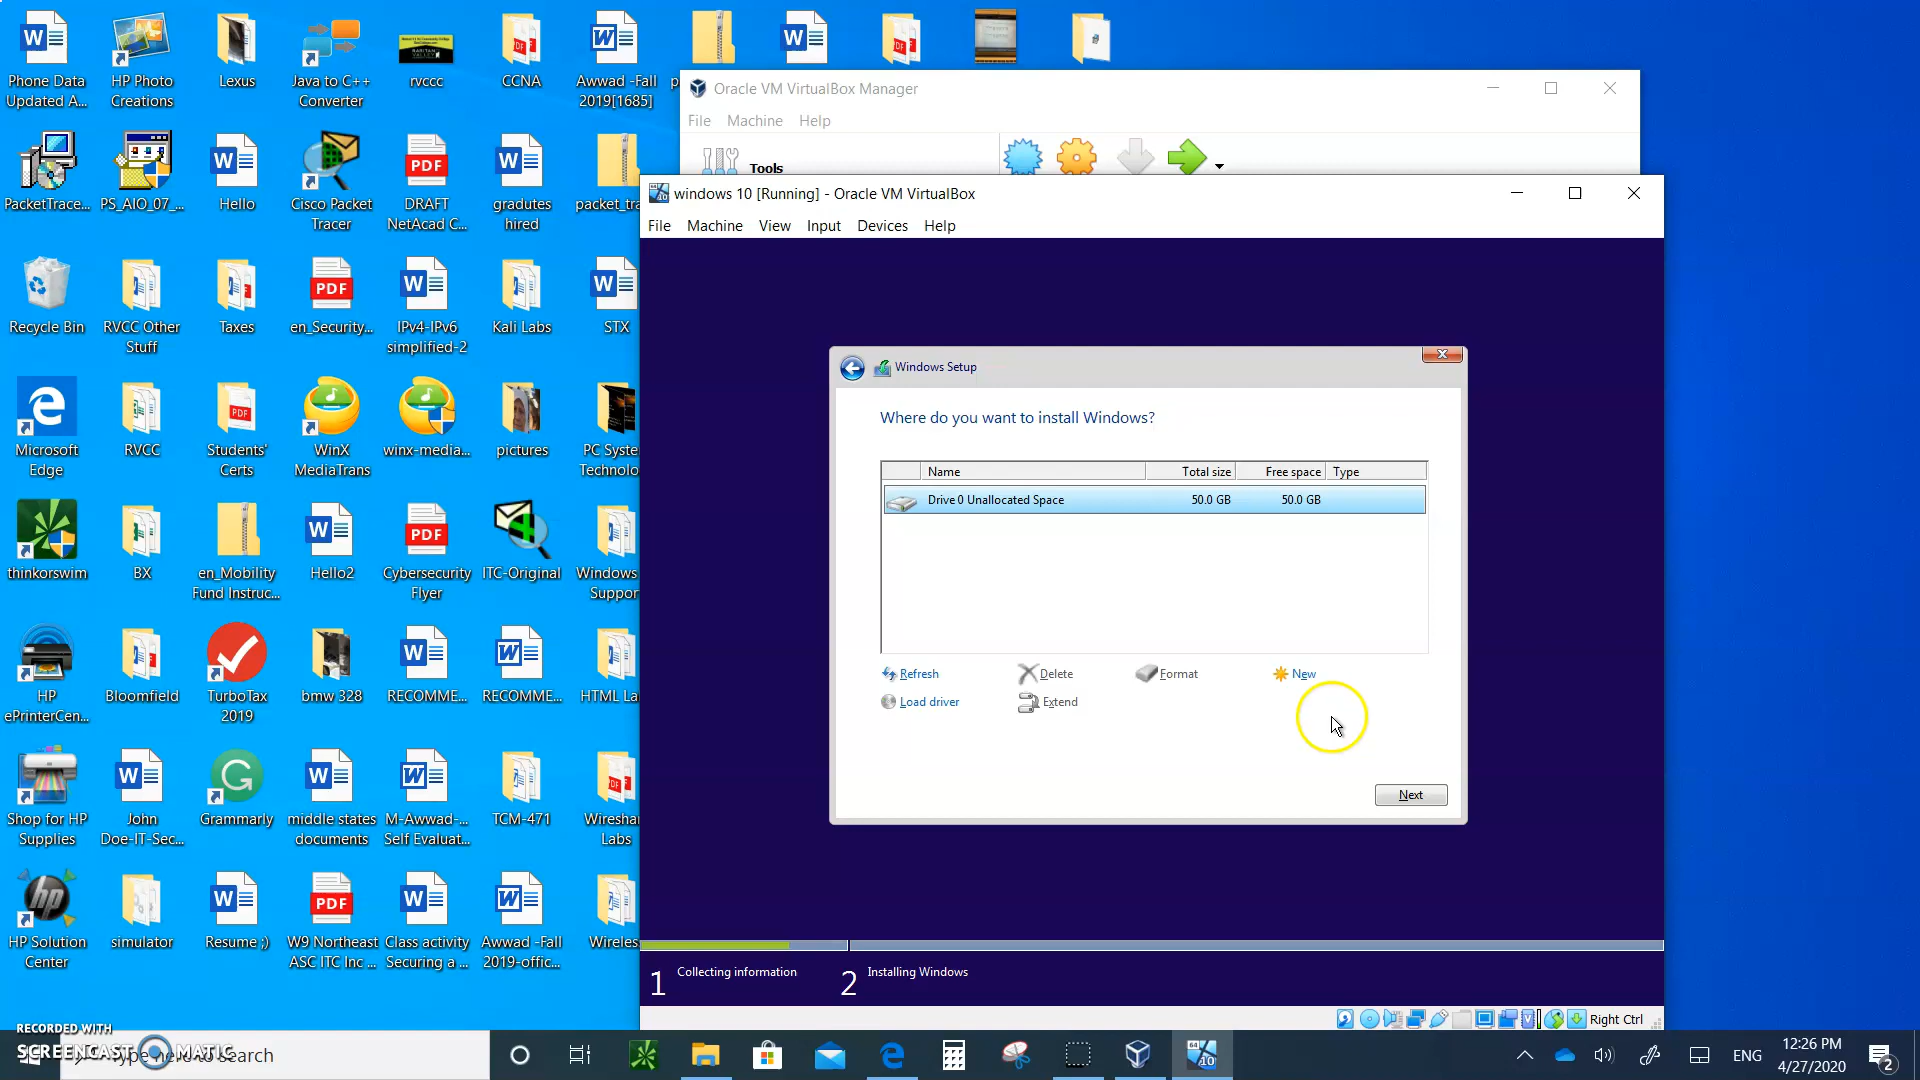 Phone Data
Updated A...
HP Photo
Creations
Lexus
Java to C++
Converter
rvccc
CCNA
Awwad -Fall
2019[1685]
Oracle VM VirtualBox Manager
File Machine Help
Tools
PacketTrace...
PS_AIO_07_...
Hello
Cisco Packet
Tracer
PDF
DRAFT
NetAcad C...
gradutes
hired
packet_tra
windows 10 [Running] - Oracle VM VirtualBox
File Machine View Input Devices Help
Recycle Bin
RVCC Other
Stuff
Taxes
PDF
en_Security...
IPv4-IPv6
simplified-2
Kali Labs
STX
Windows Setup
Where do you want to install Windows?
Name Total size Free space Type
Drive 0 Unallocated Space 50.0 GB 50.0 GB
Refresh Delete Format New
Load driver Extend
Next
Microsoft
Edge
RVCC
Students'
Certs
WinX
MediaTrans
winx-media...
pictures
PC Syste
Technolo
thinkorswim
BX
en_Mobility
Fund Instruc...
Hello2
PDF
Cybersecurity
Flyer
ITC-Original
Windows
Suppor
HP
ePrinterCen...
Bloomfield
TurboTax
2019
bmw 328
RECOMME...
RECOMME...
HTML La
Shop for HP
Supplies
John
Doe-IT-Sec...
Grammarly
middle states
documents
M-Awwad-...
Self Evaluat...
TCM-471
Wiresha
Labs
HP Solution
Center
simulator
Resume ;)
PDF
W9 Northeast
ASC ITC Inc ...
Class activity
Securing a ...
Awwad -Fall
2019-offic...
Wireles
1 Collecting information 2 Installing Windows
Right Ctrl
RECORDED WITH
SCREENCAST MATIC
Type here to search
ENG
12:26 PM
4/27/2020
2